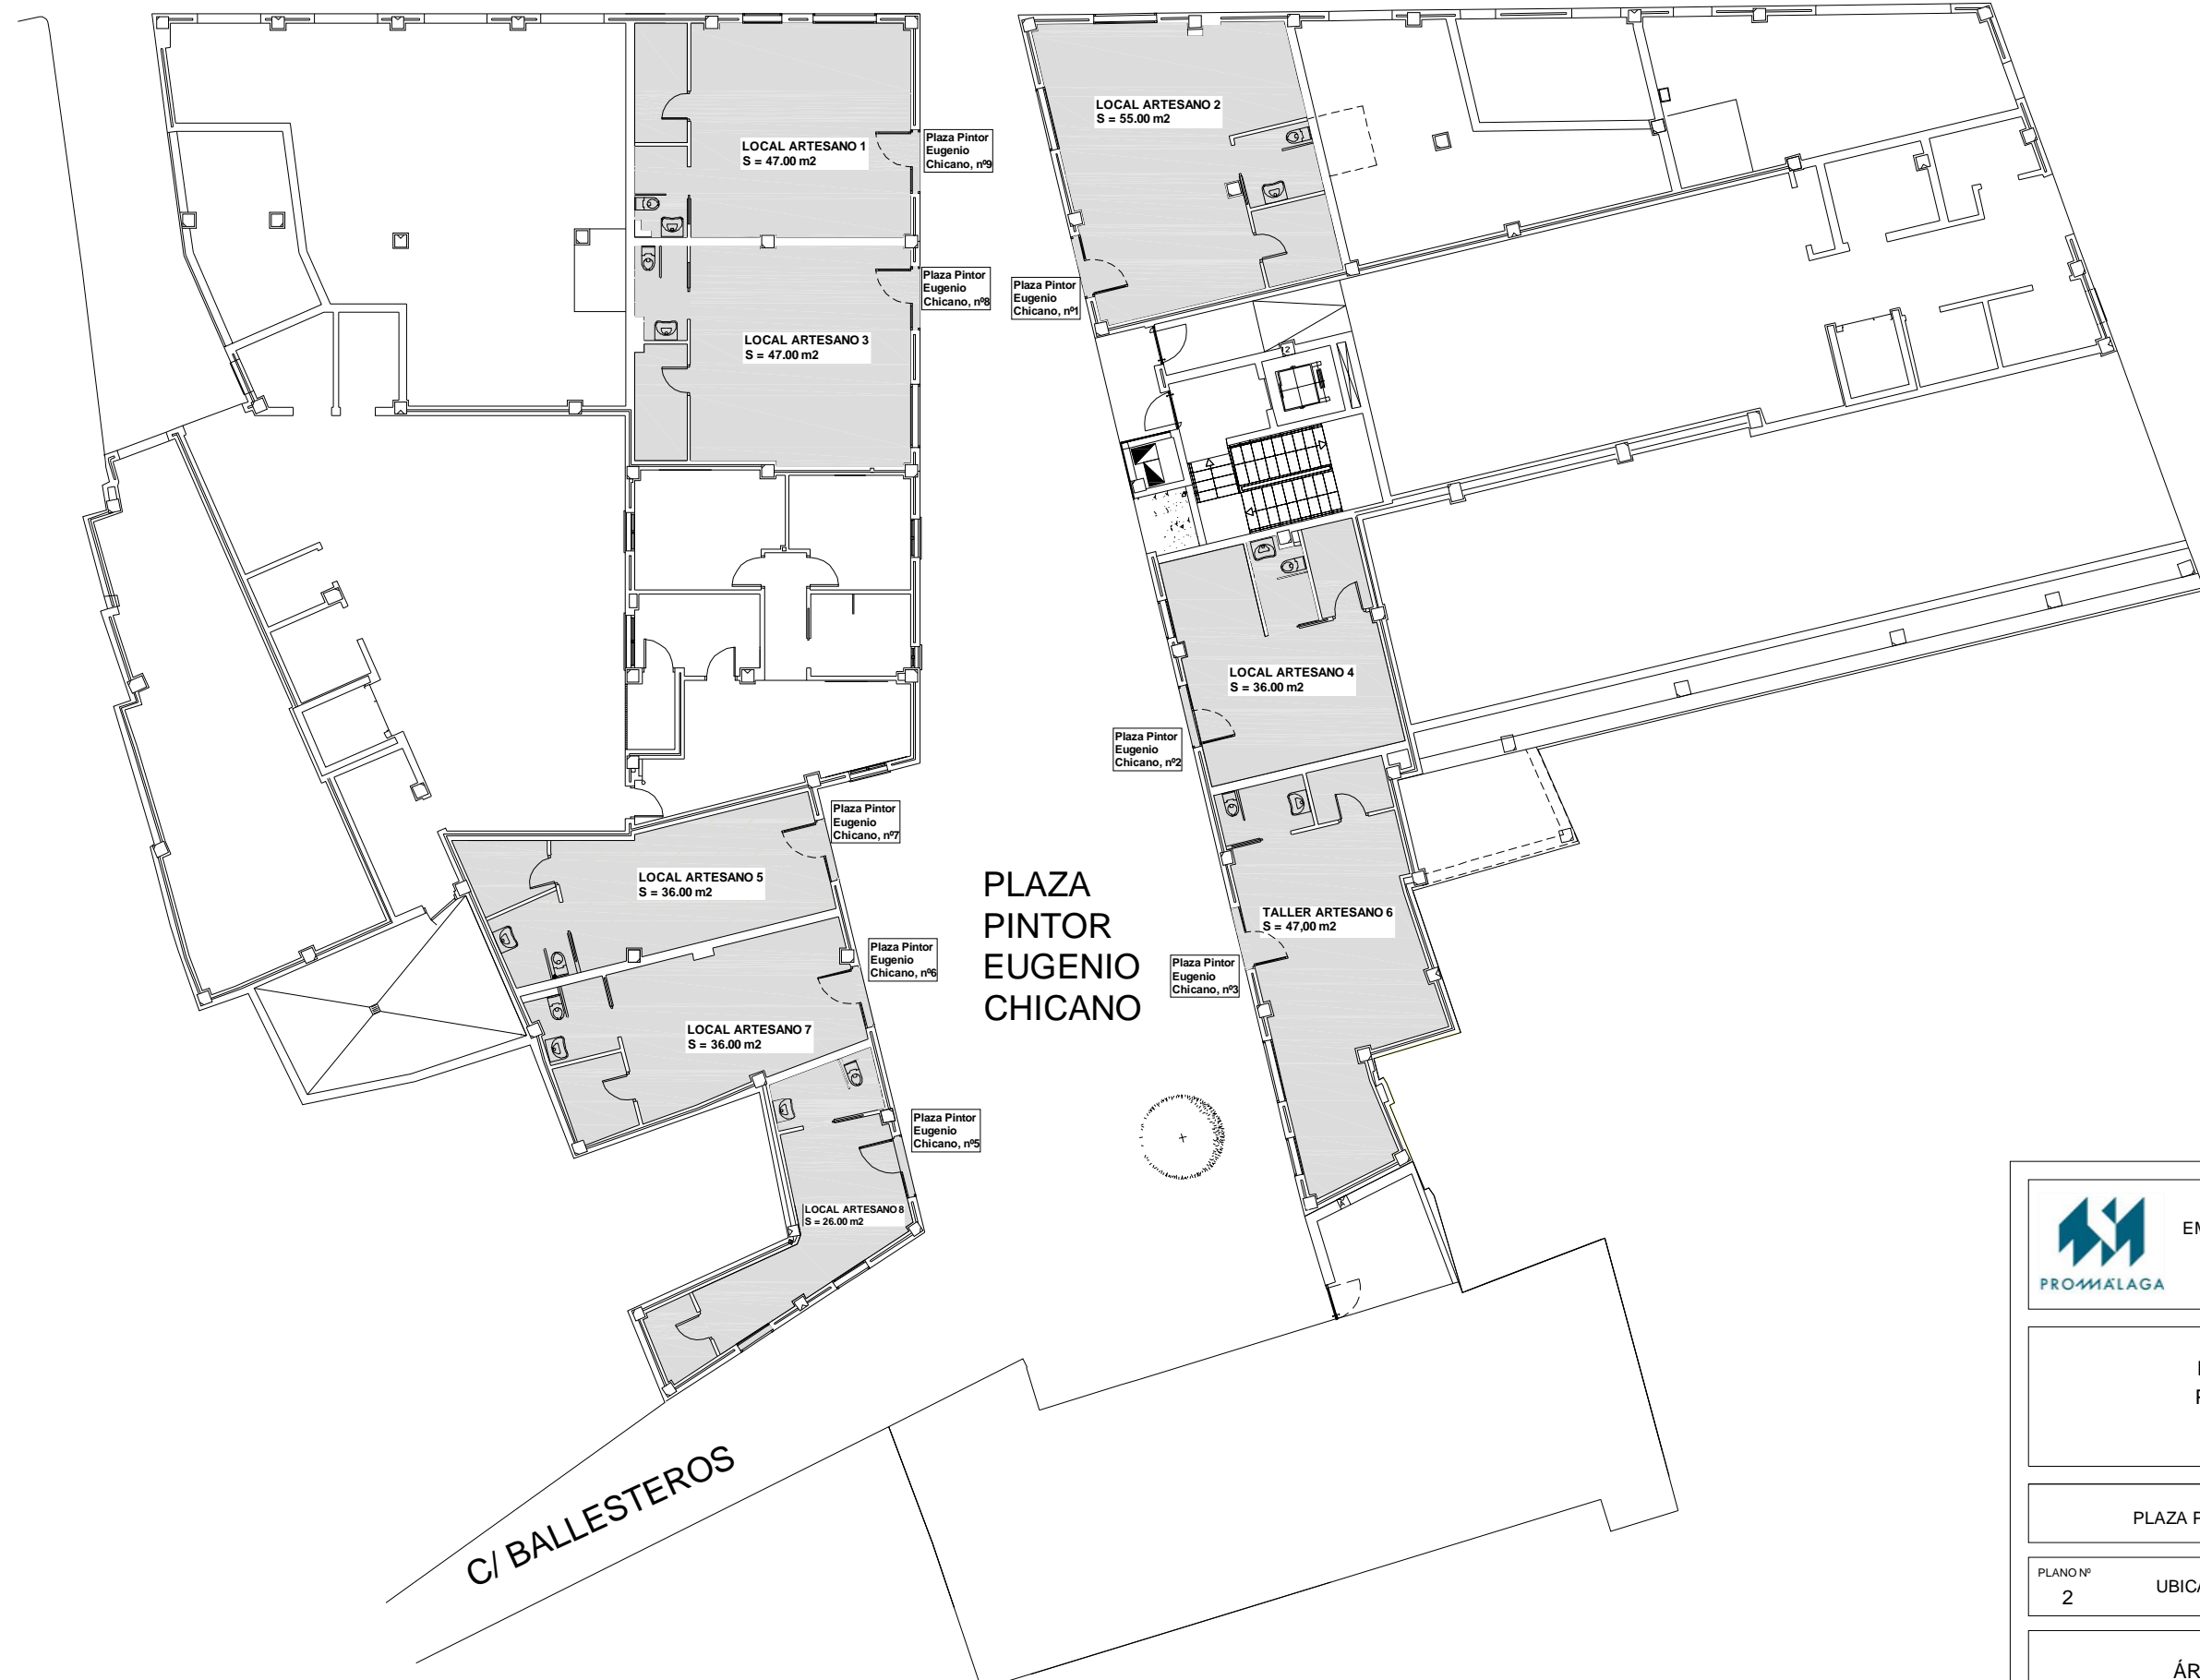 LOCAL ARTESANO 1
S = 47.00 m2
Plaza Pintor
Eugenio
Chicano, nº9
LOCAL ARTESANO 2
S = 55.00 m2
Plaza Pintor
Eugenio
Chicano, nº8
Plaza Pintor
Eugenio
Chicano, nº1
LOCAL ARTESANO 3
S = 47.00 m2
LOCAL ARTESANO 4
S = 36.00 m2
Plaza Pintor
Eugenio
Chicano, nº2
Plaza Pintor
Eugenio
Chicano, nº7
LOCAL ARTESANO 5
S = 36.00 m2
PLAZA
PINTOR
EUGENIO
CHICANO
TALLER ARTESANO 6
S = 47,00 m2
Plaza Pintor
Eugenio
Chicano, nº6
Plaza Pintor
Eugenio
Chicano, nº3
LOCAL ARTESANO 7
S = 36.00 m2
Plaza Pintor
Eugenio
Chicano, nº5
LOCAL ARTESANO 8
S = 26.00 m2
C/ BALLESTEROS
PROMÁLAGA
PLAZA P
PLANO Nº
2
UBICA
ÁR